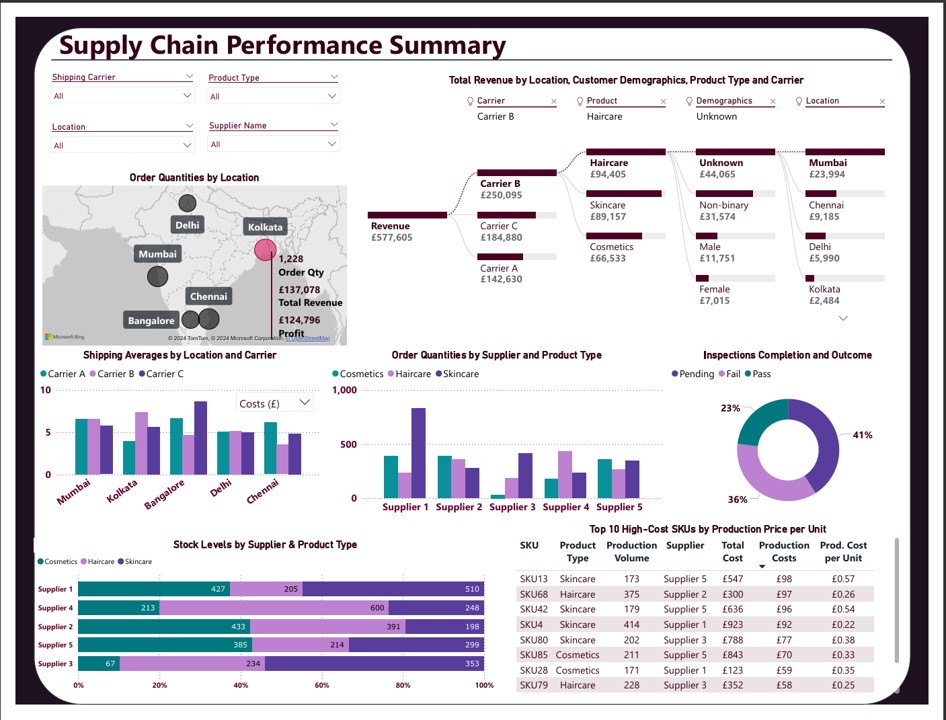 Supply Chain Performance Summary
Shipping Carrier
All
Product Type
All
Location
All
Supplier Name
All
Total Revenue by Location, Customer Demographics, Product Type and Carrier
Carrier
Carrier B
Product
Haircare
Demographics
Unknown
Location
Revenue
£577,605
Carrier B
£250,095
Carrier C
£184,880
Carrier A
£142,630
Haircare
£94,405
Skincare
£89,157
Cosmetics
£66,533
Unknown
£44,065
Non-binary
£31,574
Male
£11,751
Female
£7,015
Mumbai
£23,994
Chennai
£9,185
Delhi
£5,990
Kolkata
£2,484
Order Quantities by Location
Delhi
Kolkata
Mumbai
Chennai
Bangalore
1,228
Order Qty
£137,078
Total Revenue
£124,796
Profit
Microsoft Bing
© 2024 TomTom, © 2024 Microsoft Corporation, © OpenStreetMap
Shipping Averages by Location and Carrier
Carrier A Carrier B Carrier C
Costs (£)
10
5
0
Mumbai Kolkata Bangalore Delhi Chennai
Order Quantities by Supplier and Product Type
Cosmetics Haircare Skincare
1,000
500
0
Supplier 1 Supplier 2 Supplier 3 Supplier 4 Supplier 5
Inspections Completion and Outcome
Pending Fail Pass
23%
41%
36%
Stock Levels by Supplier & Product Type
Cosmetics Haircare Skincare
Supplier 1 427 205 510
Supplier 4 213 600 248
Supplier 2 433 391 198
Supplier 5 385 214 299
Supplier 3 67 234 353
0% 20% 40% 60% 80% 100%
Top 10 High-Cost SKUs by Production Price per Unit
SKU Product Type Production Volume Supplier Total Cost Production Costs Prod. Cost per Unit
SKU13 Skincare 173 Supplier 5 £547 £98 £0.57
SKU68 Haircare 375 Supplier 2 £300 £97 £0.26
SKU42 Skincare 179 Supplier 5 £636 £96 £0.54
SKU4 Skincare 414 Supplier 1 £923 £92 £0.22
SKU80 Skincare 202 Supplier 3 £788 £77 £0.38
SKU85 Cosmetics 211 Supplier 5 £843 £70 £0.33
SKU28 Cosmetics 171 Supplier 1 £123 £59 £0.35
SKU79 Haircare 228 Supplier 3 £352 £58 £0.25